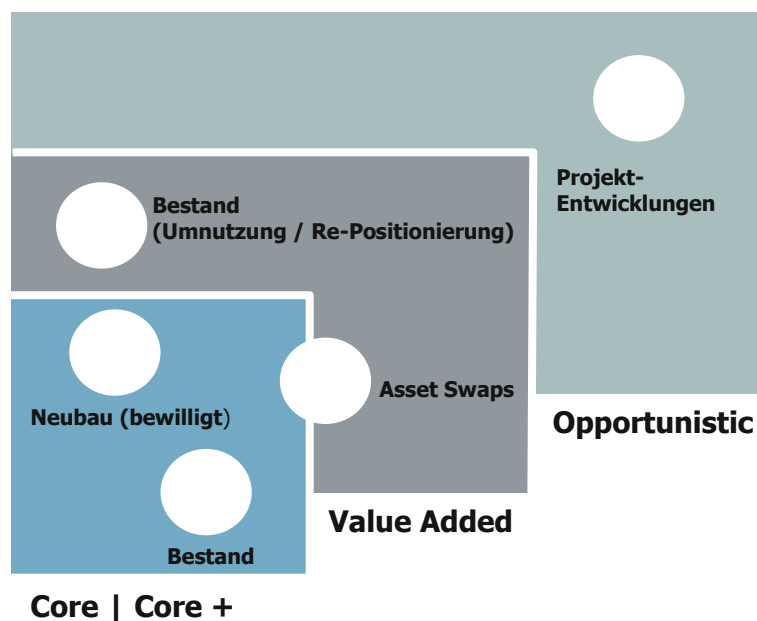 Projekt-
Entwicklungen
Bestand
(Umnutzung / Re-Positionierung)
Asset Swaps
Neubau (bewilligt)
Opportunistic
Value Added
Bestand
Core | Core +